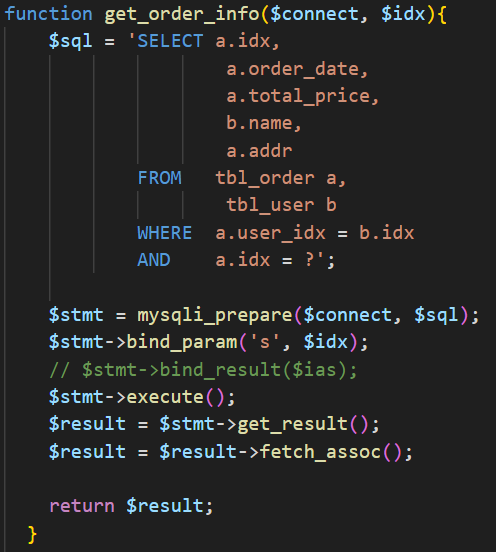 function get_order_info($connect, $idx){
    $sql = 'SELECT a.idx,
                    a.order_date,
                    a.total_price,
                    b.name,
                    a.addr
            FROM   tbl_order a,
                    tbl_user b
            WHERE  a.user_idx = b.idx
            AND    a.idx = ?';
    $stmt = mysqli_prepare($connect, $sql);
    $stmt->bind_param('s', $idx);
    // $stmt->bind_result($ias);
    $stmt->execute();
    $result = $stmt->get_result();
    $result = $result->fetch_assoc();
    return $result;
  }